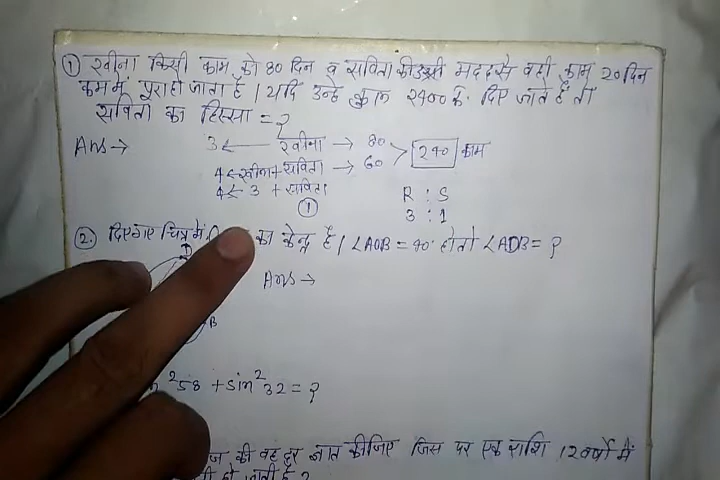 ① रवीना किसी काम को 80 दिन व सविता की उसी मदद से वही काम 20 दिन
कम में पूरा हो जाता है / यदि उन्हें कुल 2400 रु. दिए जाते हैं तो
सविता का हिस्सा = ?
Ans → 3 ← रवीना → 80
4 ← रवीना + सविता → 60 > 240 काम
4 ← 3 + सविता R : S
① 3 : 1
②. दिए गए चित्र में का केन्द्र है / ∠AOB = 90° हो तो ∠ADB = ?
D
Ans →
B
²58 + sin²32 = ?
की वह दर ज्ञात कीजिए जिस पर एक राशि 12 वर्षों में
हो जाती है ?